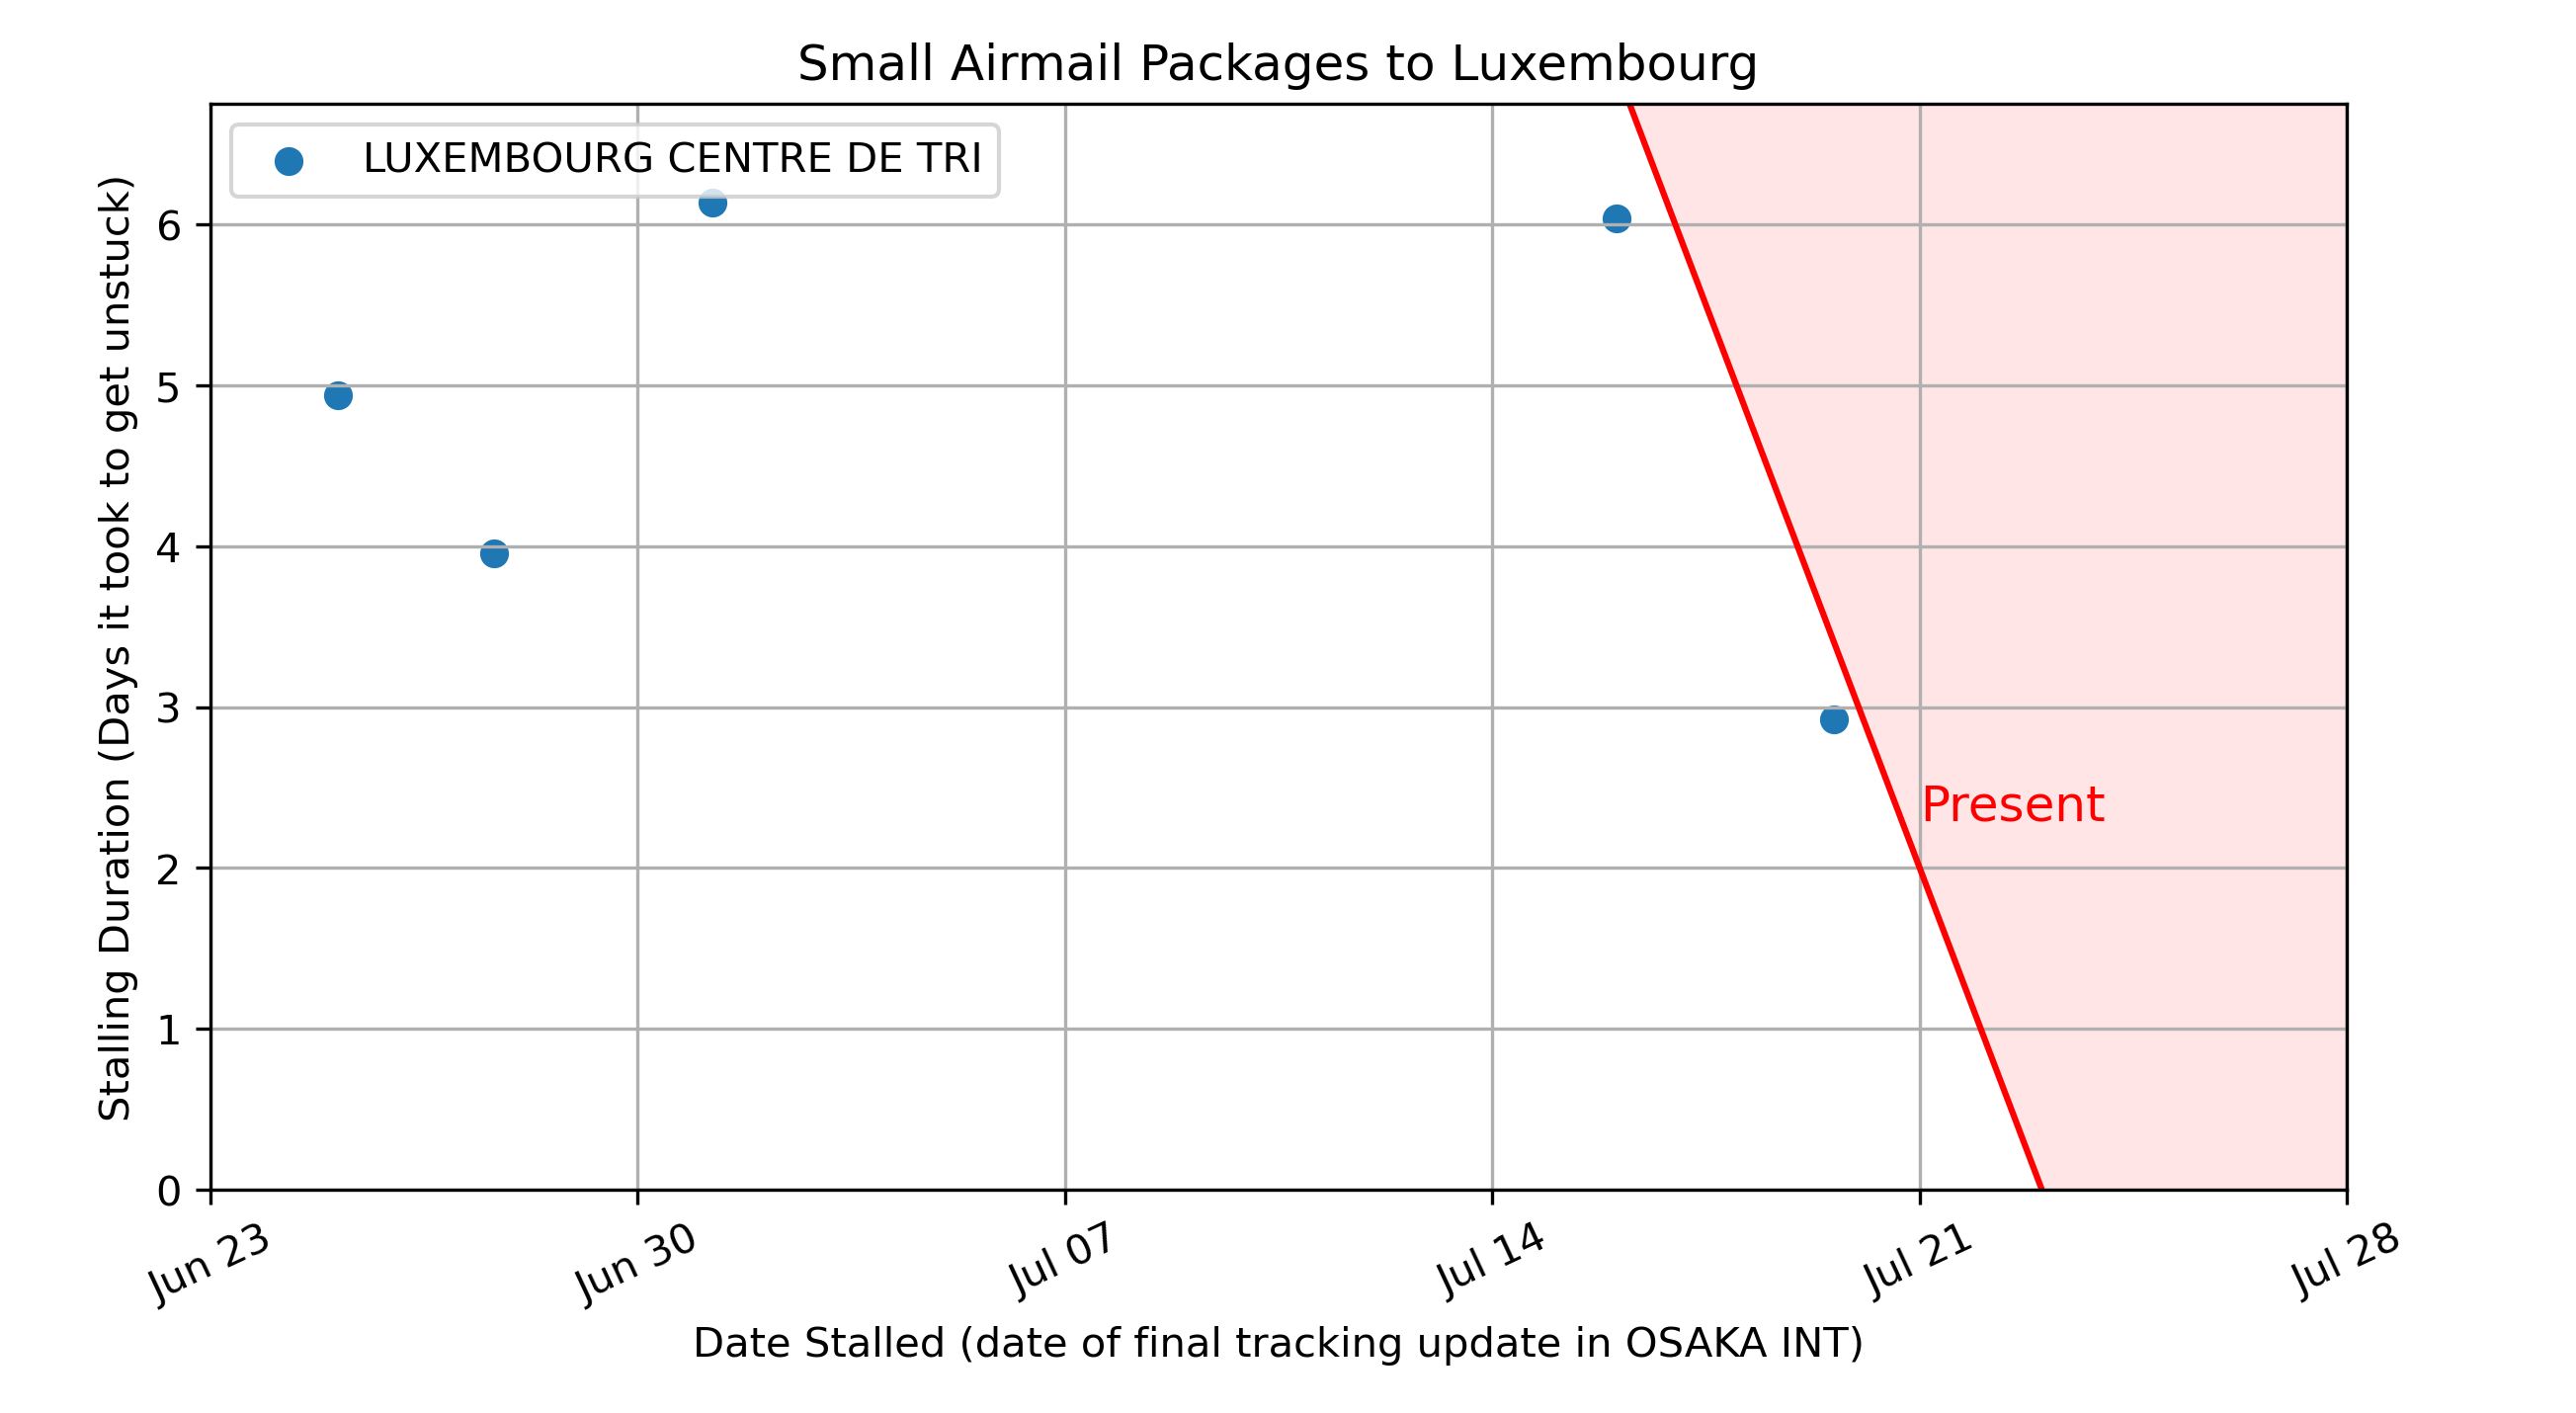 Small Airmail Packages to Luxembourg
LUXEMBOURG CENTRE DE TRI
Stalling Duration (Days it took to get unstuck)
6
5
4
3
2
1
0
Present
Jun 23
Jun 30
Jul 07
Jul 14
Jul 21
Jul 28
Date Stalled (date of final tracking update in OSAKA INT)